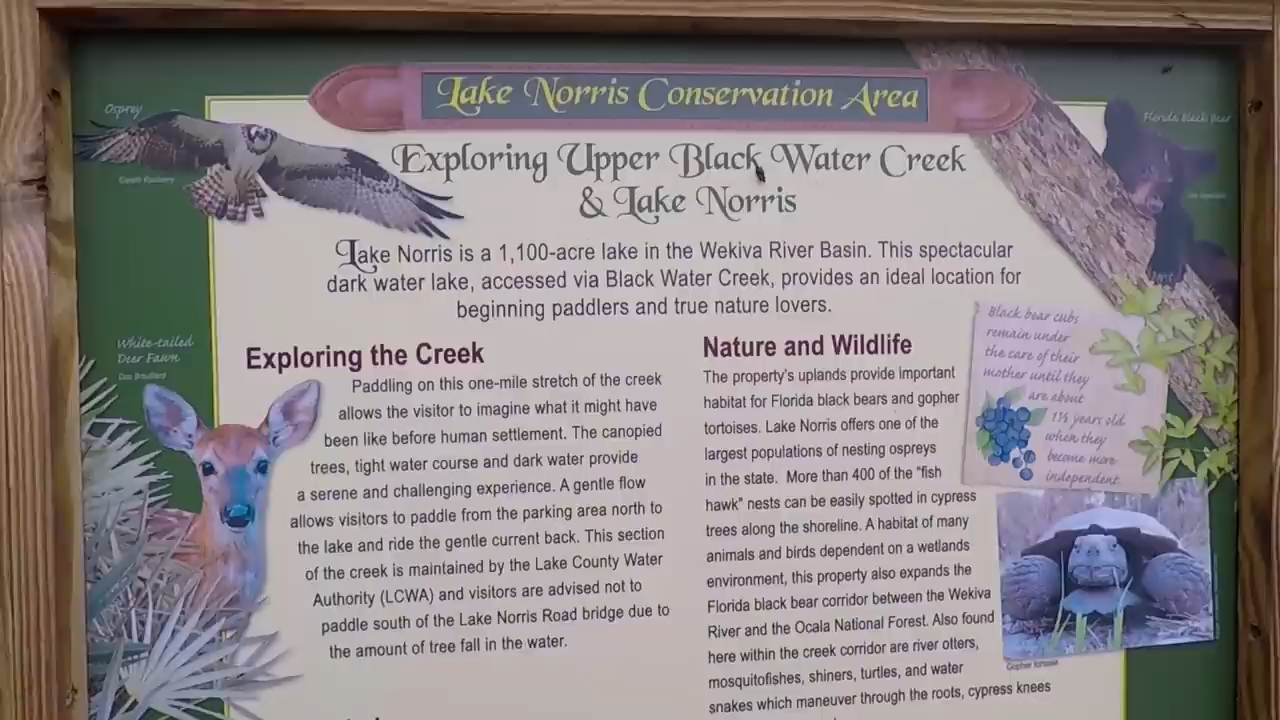 Lake Norris Conservation Area
Osprey
Florida Black Bear
Exploring Upper Black Water Creek
& Lake Norris
Lake Norris is a 1,100-acre lake in the Wekiva River Basin. This spectacular
dark water lake, accessed via Black Water Creek, provides an ideal location for
beginning paddlers and true nature lovers.
White-tailed
Deer Fawn
Exploring the Creek
Paddling on this one-mile stretch of the creek
allows the visitor to imagine what it might have
been like before human settlement. The canopied
trees, tight water course and dark water provide
a serene and challenging experience. A gentle flow
allows visitors to paddle from the parking area north to
the lake and ride the gentle current back. This section
of the creek is maintained by the Lake County Water
Authority (LCWA) and visitors are advised not to
paddle south of the Lake Norris Road bridge due to
the amount of tree fall in the water.
Nature and Wildlife
The property's uplands provide important
habitat for Florida black bears and gopher
tortoises. Lake Norris offers one of the
largest populations of nesting ospreys
in the state. More than 400 of the "fish
hawk" nests can be easily spotted in cypress
trees along the shoreline. A habitat of many
animals and birds dependent on a wetlands
environment, this property also expands the
Florida black bear corridor between the Wekiva
River and the Ocala National Forest. Also found
here within the creek corridor are river otters,
mosquitofishes, shiners, turtles, and water
snakes which maneuver through the roots, cypress knees
Black bear cubs
remain under
the care of their
mother until they
are about
1½ years old
when they
become more
independent.
Gopher tortoise